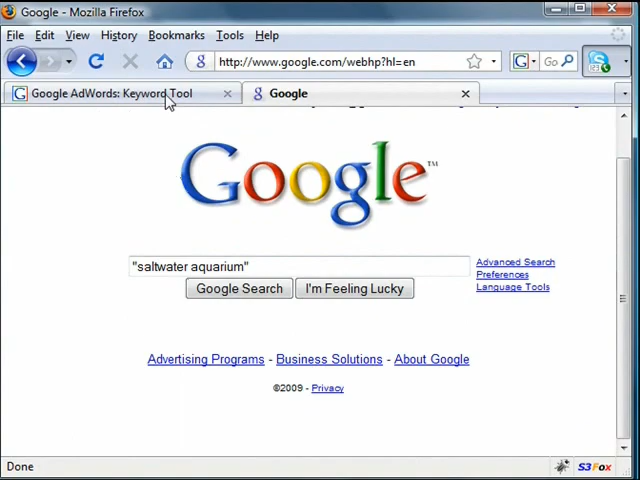 Google - Mozilla Firefox
File Edit View History Bookmarks Tools Help
http://www.google.com/webhp?hl=en
Go
Google AdWords: Keyword Tool
Google
Google™
"saltwater aquarium"
Advanced Search
Preferences
Language Tools
Google Search I'm Feeling Lucky
Advertising Programs - Business Solutions - About Google
©2009 - Privacy
Done
S3Fox